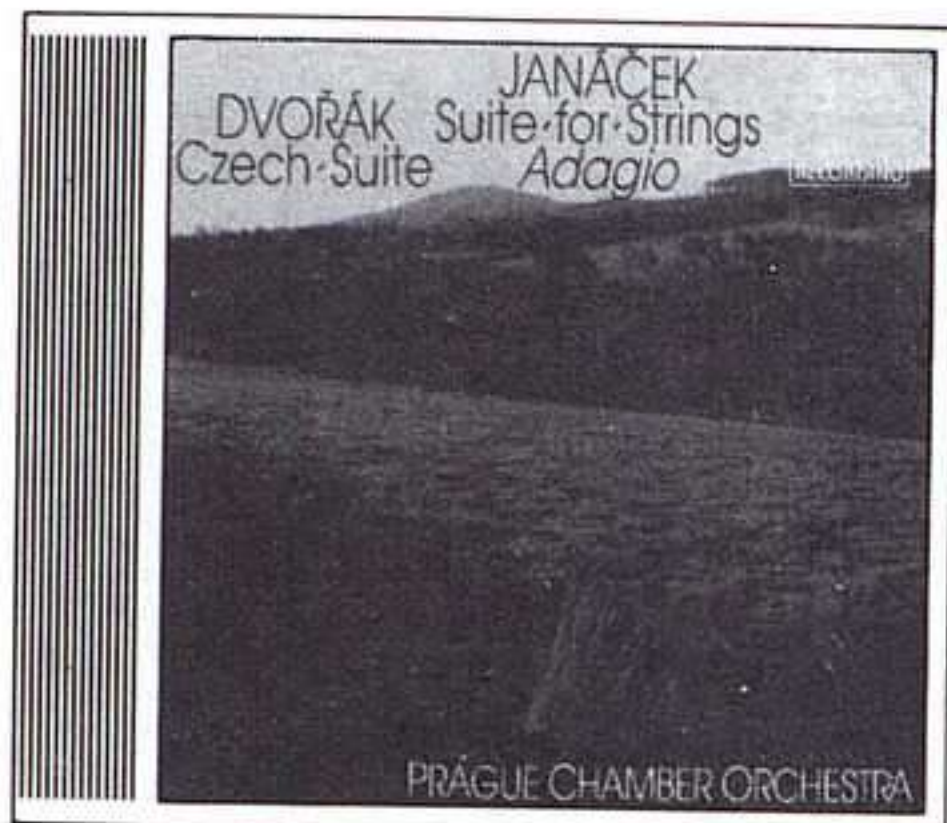 DVOŘÁK
Czech·Suite
JANÁČEK
Suite·for·Strings
Adagio
PRÁGUE CHAMBER ORCHESTRA